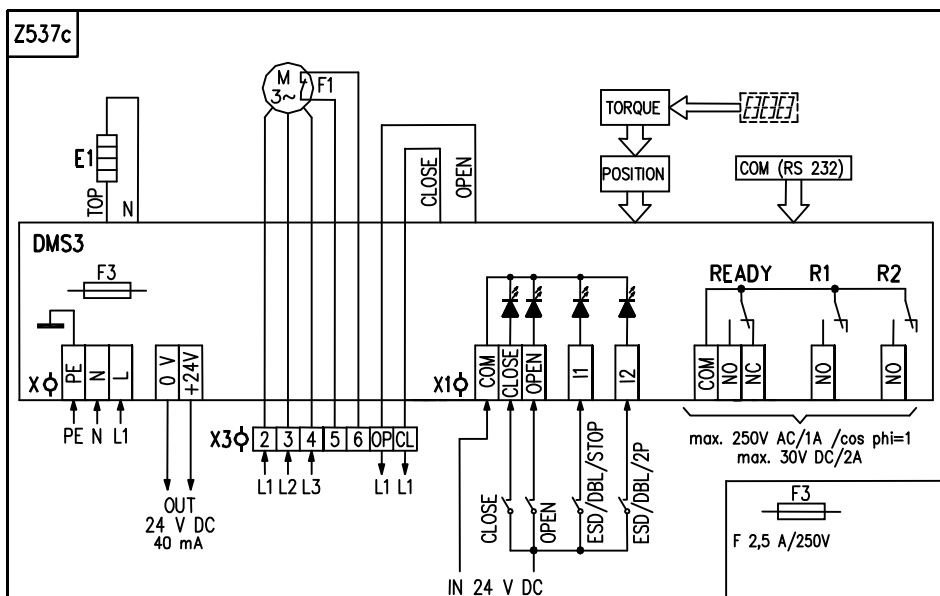 Z537c
M
3~
F1
E1
TOP
N
CLOSE
OPEN
TORQUE
8888
POSITION
COM (RS 232)
DMS3
F3
READY
R1
R2
X
PE
N
L
0 V
+24V
X1
COM
CLOSE
OPEN
I1
I2
COM
NO
NC
NO
NO
PE N L1
X3
2 3 4 5 6 OP CL
L1 L2 L3
L1 L1
OUT
24 V DC
40 mA
CLOSE
OPEN
ESD/DBL/STOP
ESD/DBL/2P
IN 24 V DC
max. 250V AC/1A /cos phi=1
max. 30V DC/2A
F3
F 2,5 A/250V